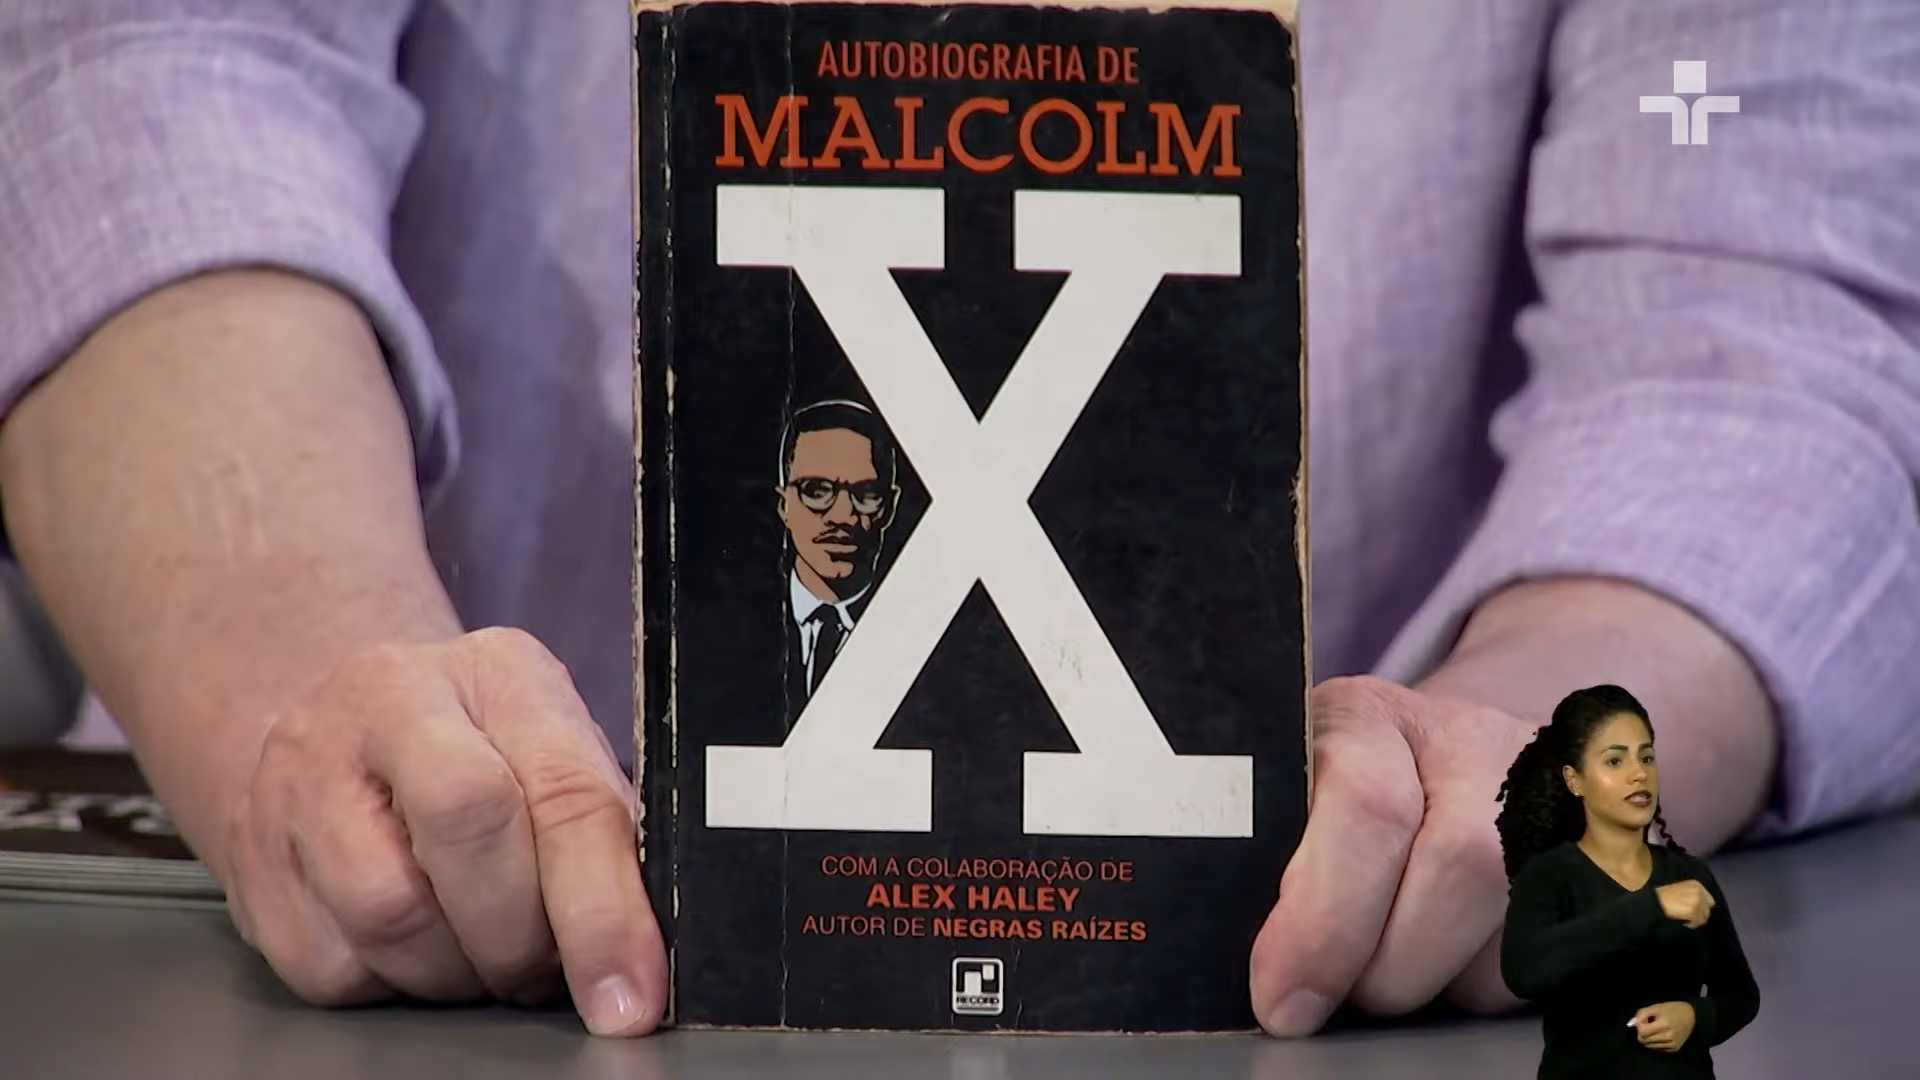 AUTOBIOGRAFIA DE
MALCOLM
X
COM A COLABORAÇÃO DE
ALEX HALEY
AUTOR DE NEGRAS RAÍZES
RECORD